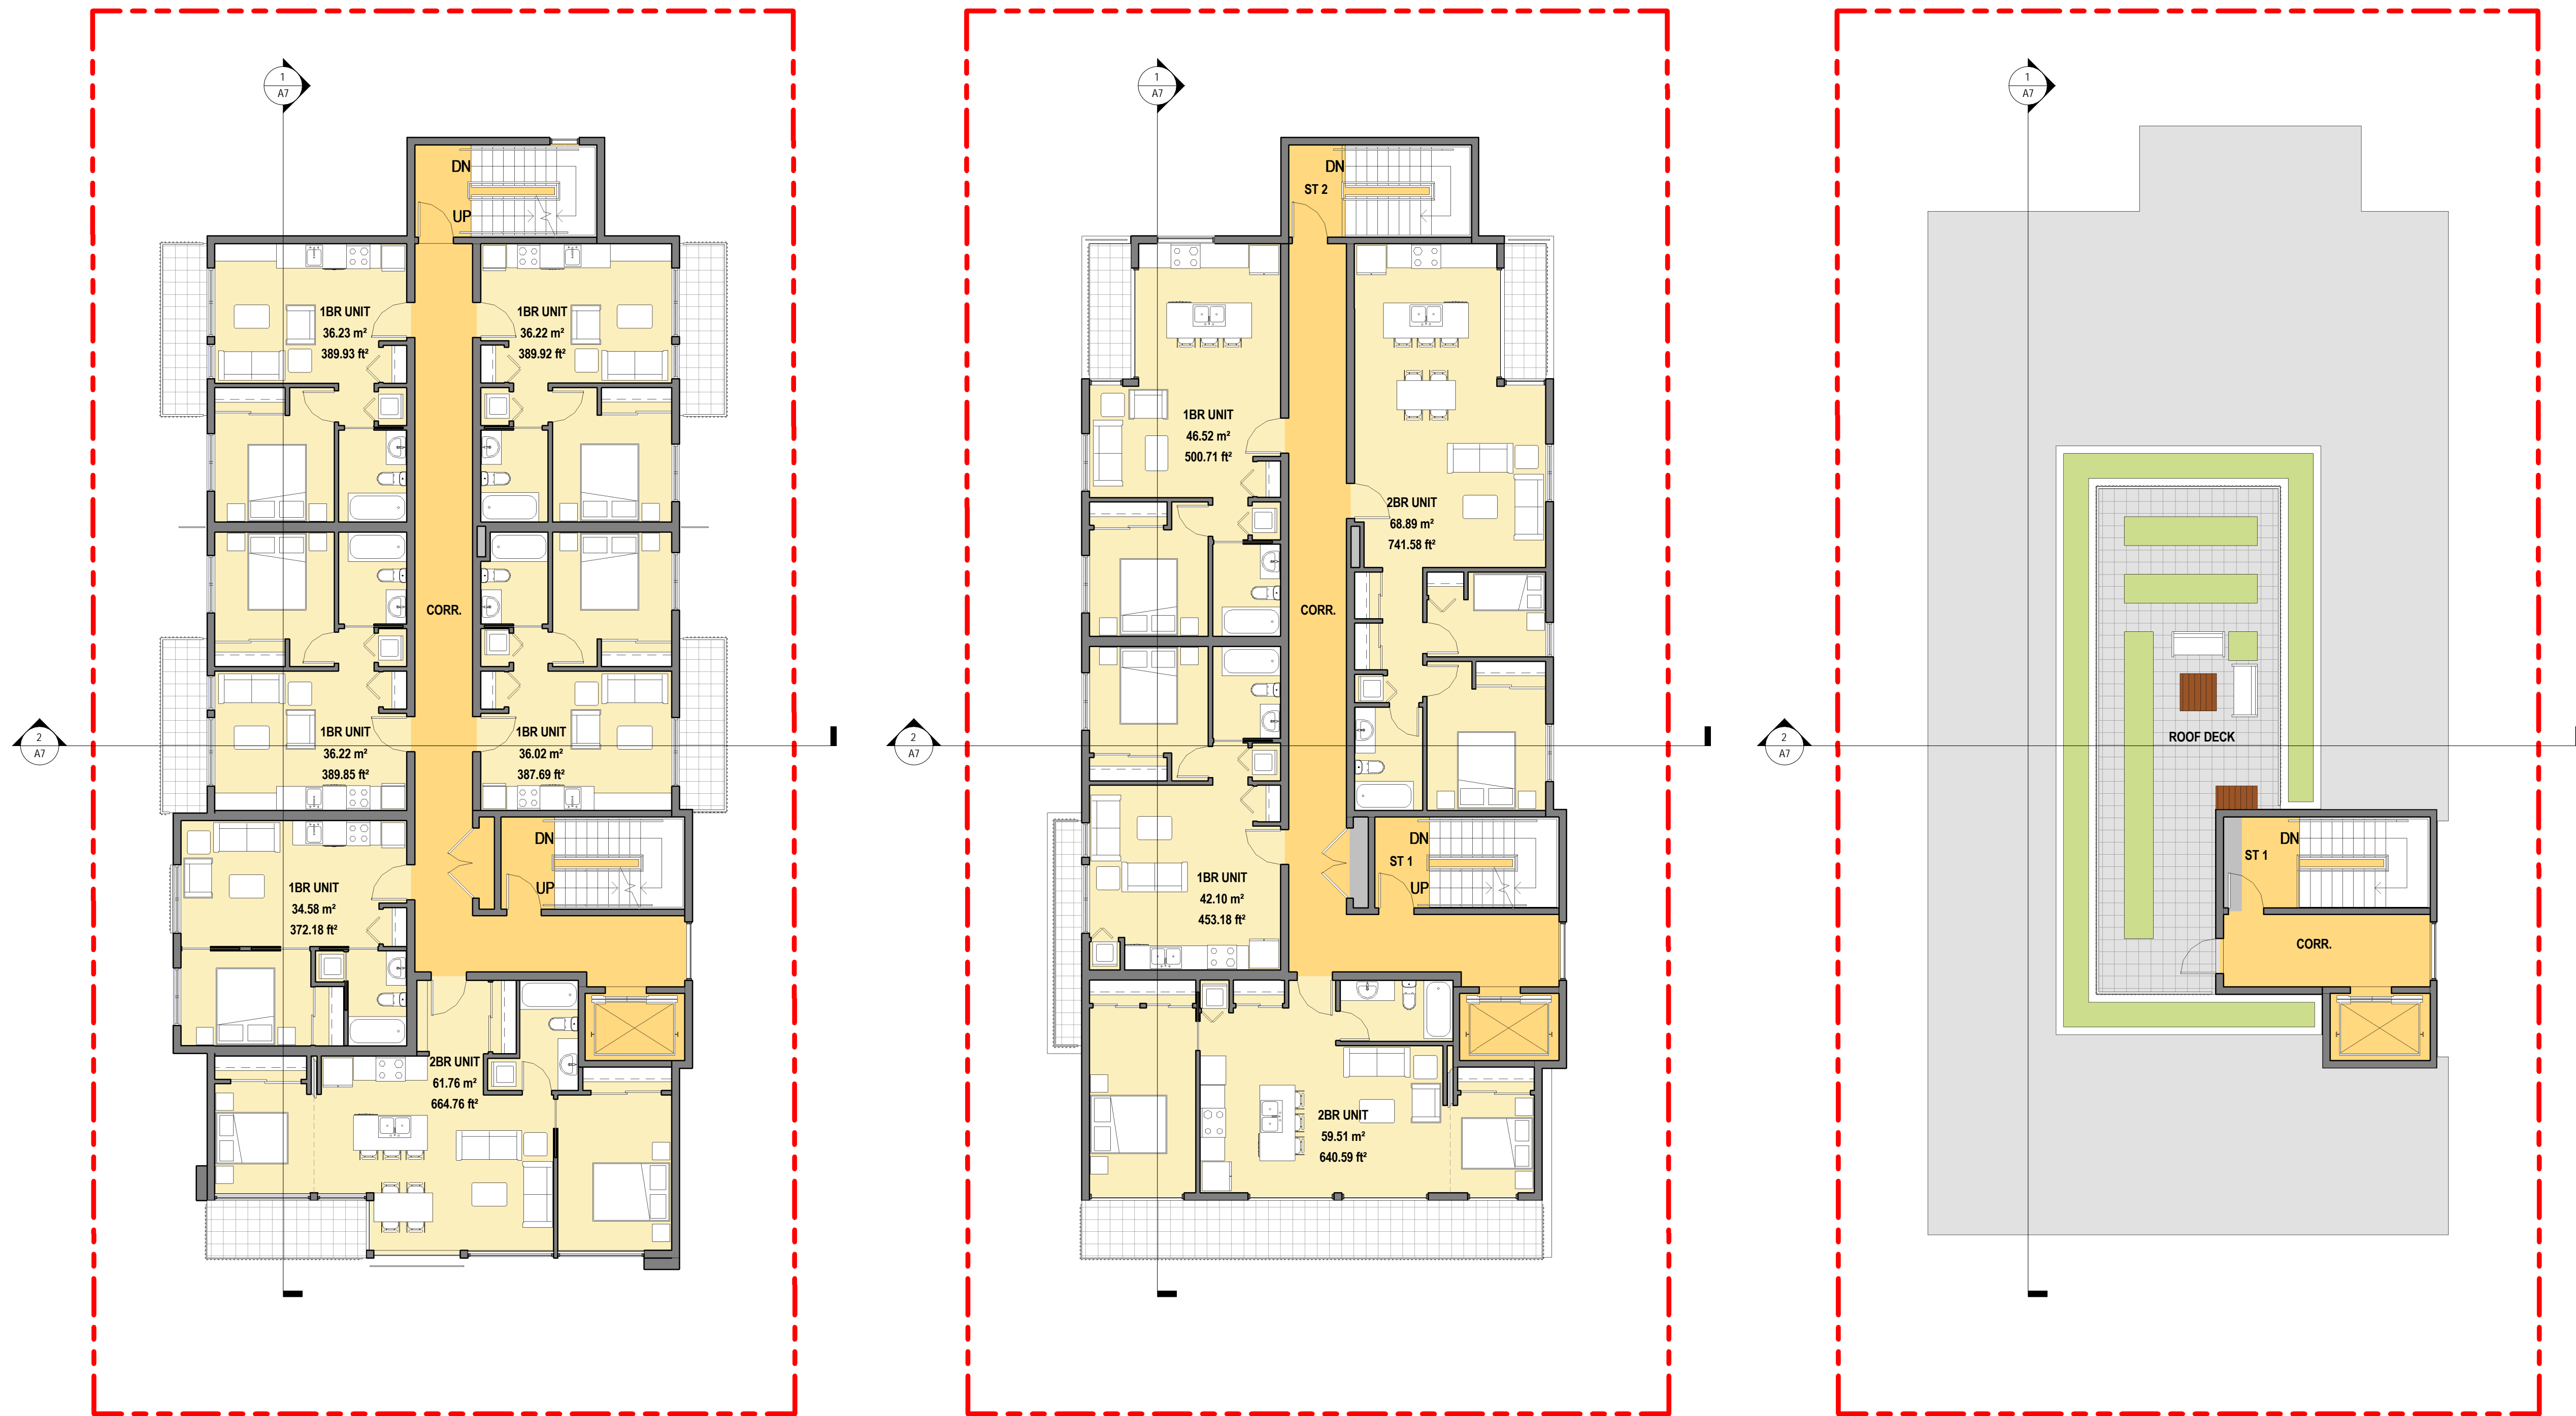 1
A7
DN
UP
1BR UNIT
36.23 m²
389.93 ft²
1BR UNIT
36.22 m²
389.92 ft²
CORR.
2
A7
1BR UNIT
36.22 m²
389.85 ft²
1BR UNIT
36.02 m²
387.69 ft²
DN
UP
1BR UNIT
34.58 m²
372.18 ft²
2BR UNIT
61.76 m²
664.76 ft²
1
A7
DN
ST 2
1BR UNIT
46.52 m²
500.71 ft²
2BR UNIT
68.89 m²
741.58 ft²
CORR.
2
A7
DN
ST 1
UP
1BR UNIT
42.10 m²
453.18 ft²
2BR UNIT
59.51 m²
640.59 ft²
1
A7
2
A7
ROOF DECK
DN
ST 1
CORR.